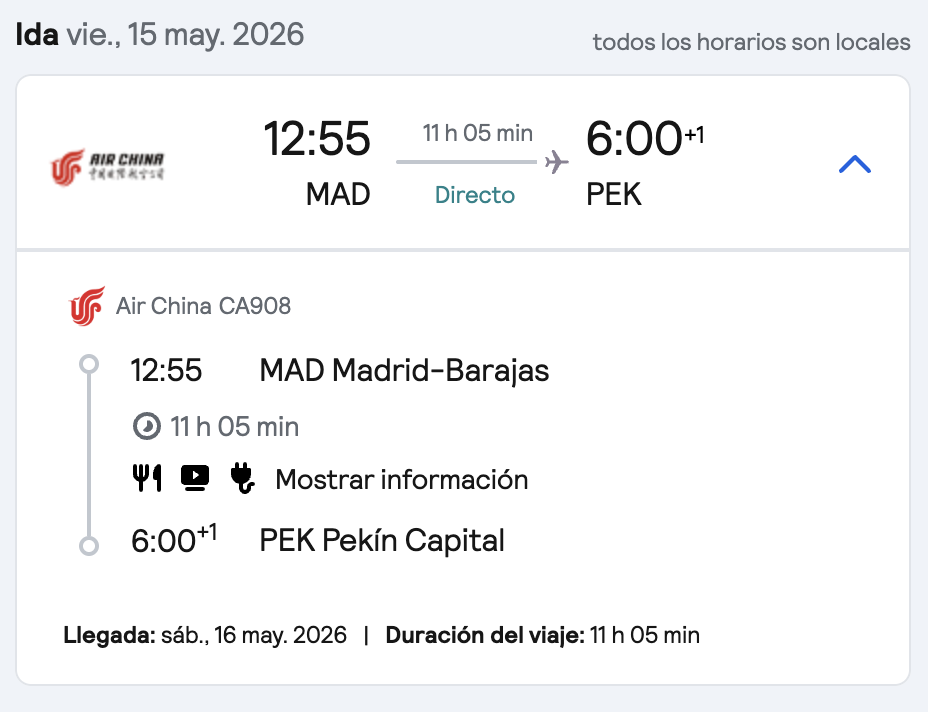 Ida vie., 15 may. 2026
todos los horarios son locales
AIR CHINA
12:55
11 h 05 min
6:00+1
MAD
Directo
PEK
Air China CA908
12:55 MAD Madrid-Barajas
11 h 05 min
Mostrar información
6:00+1 PEK Pekín Capital
Llegada: sáb., 16 may. 2026 | Duración del viaje: 11 h 05 min